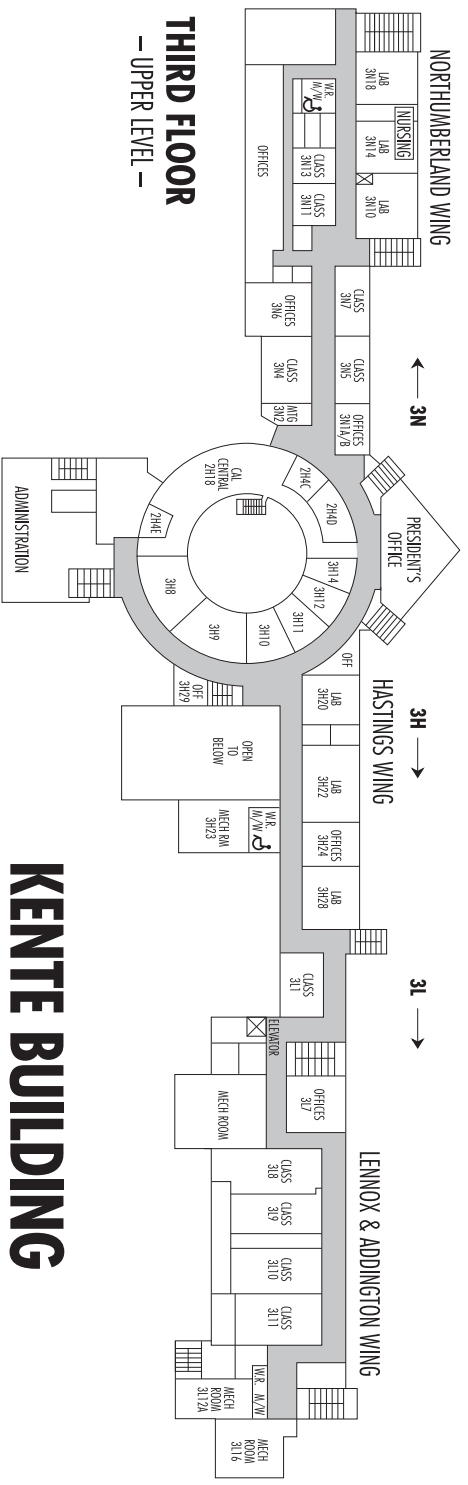 THIRD FLOOR
– UPPER LEVEL –
KENTE BUILDING
NORTHUMBERLAND WING
← 3N
3H →
HASTINGS WING
3L →
LENNOX & ADDINGTON WING
LAB
3N18
NURSING
LAB
3N14
LAB
3N10
W.R.
M/W
CLASS
3N13
CLASS
3N11
OFFICES
CLASS
3N7
CLASS
3N5
OFFICES
3N1A/B
OFFICES
3N6
CLASS
3N4
MTG
3N2
PRESIDENT'S
OFFICE
CAL
CENTRAL
2H18
2H4C
2H4D
2H4E
3H14
3H12
3H11
3H10
3H9
3H8
ADMINISTRATION
OFF
LAB
3H20
LAB
3H22
OFFICES
3H24
LAB
3H28
OFF
3H29
OPEN
TO
BELOW
W.R.
M/W
MECH RM
3H23
CLASS
3L1
ELEVATOR
OFFICES
3L7
MECH ROOM
CLASS
3L8
CLASS
3L9
CLASS
3L10
CLASS
3L11
W.R. M/W
MECH
ROOM
3L12A
MECH
ROOM
3L16